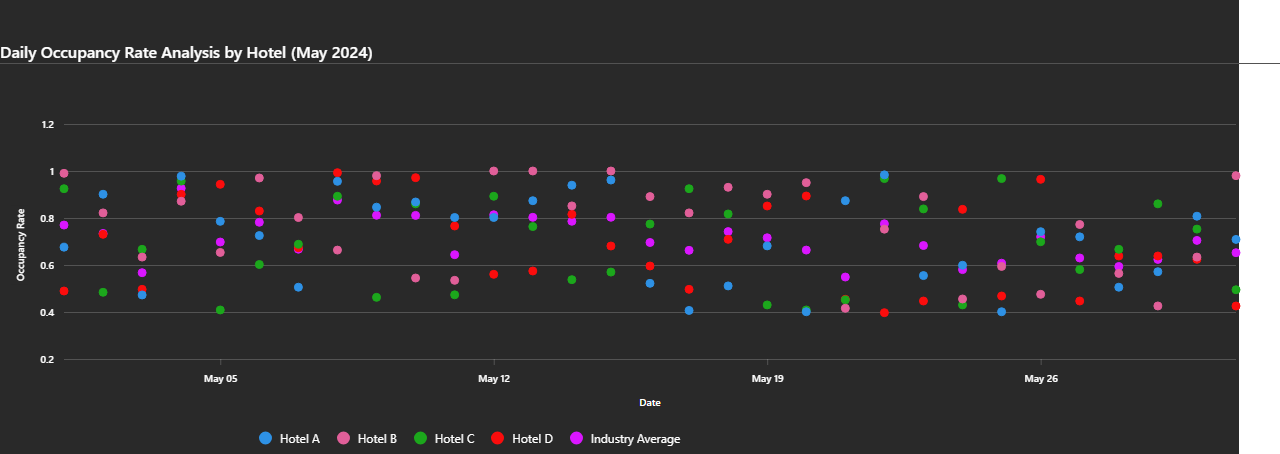 Daily Occupancy Rate Analysis by Hotel (May 2024)
1.2
1
0.8
0.6
0.4
0.2
Occupancy Rate
May 05 May 12 May 19 May 26
Date
Hotel A Hotel B Hotel C Hotel D Industry Average